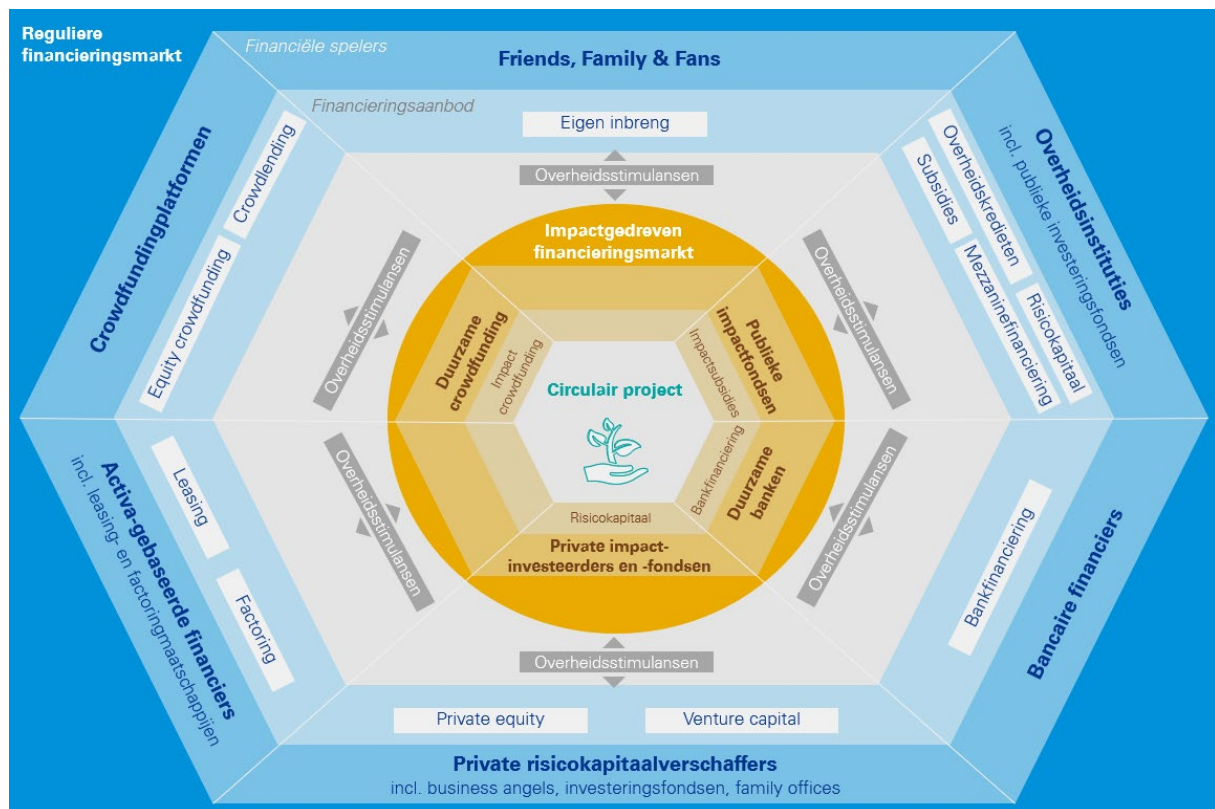 Reguliere
financieringsmarkt
Financiële spelers
Friends, Family & Fans
Financieringsaanbod
Eigen inbreng
Overheidsstimulansen
Crowdfundingplatformen
Crowdlending
Equity crowdfunding
Overheidsstimulansen
Overheidsinstituties
incl. publieke investeringsfondsen
Overheidskredieten
Subsidies
Risicokapitaal
Mezzaninefinanciering
Overheidsstimulansen
Impactgedreven
financieringsmarkt
Duurzame
crowdfunding
Impact
crowdfunding
Publieke
impactfondsen
Impactsubsidies
Circulair project
Bankfinanciering
Duurzame
banken
Risicokapitaal
Private impact-
investeerders en -fondsen
Activa-gebaseerde financiers
incl. leasing- en factoringmaatschappijen
Leasing
Factoring
Overheidsstimulansen
Overheidsstimulansen
Bankfinanciering
Bancaire financiers
Overheidsstimulansen
Private equity
Venture capital
Private risicokapitaalverschaffers
incl. business angels, investeringsfondsen, family offices